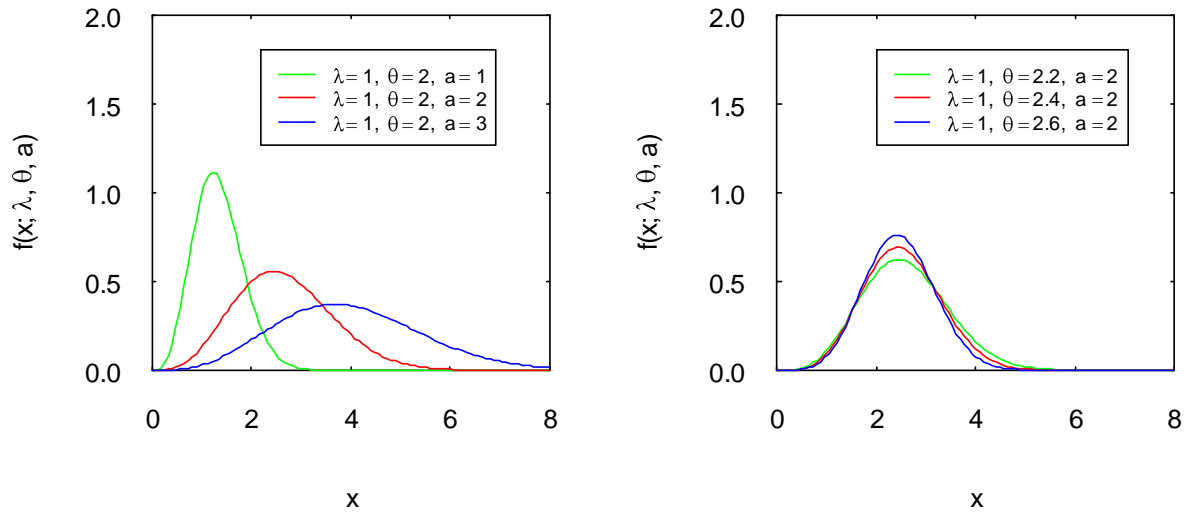 2.0
1.5
1.0
0.5
0.0
f(x; λ, θ, a)
λ = 1, θ = 2, a = 1
λ = 1, θ = 2, a = 2
λ = 1, θ = 2, a = 3
0 2 4 6 8
x
2.0
1.5
1.0
0.5
0.0
f(x; λ, θ, a)
λ = 1, θ = 2.2, a = 2
λ = 1, θ = 2.4, a = 2
λ = 1, θ = 2.6, a = 2
0 2 4 6 8
x